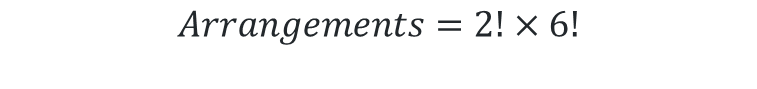 Arrangements = 2! × 6!